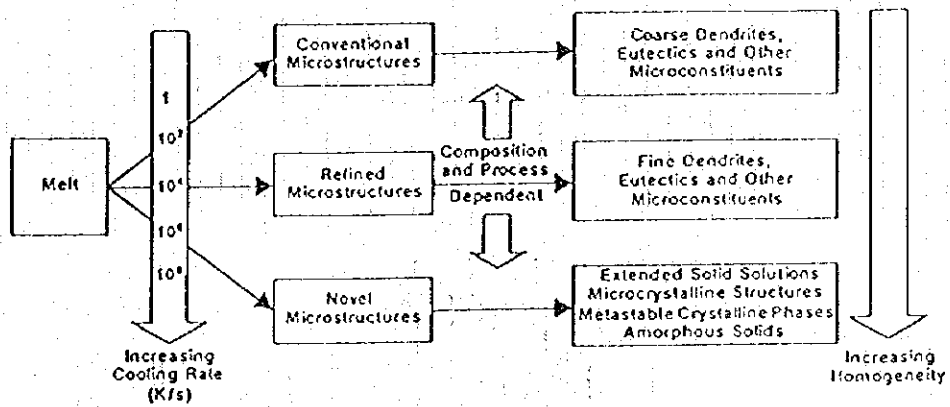 Melt
1
10²
10⁴
10⁶
10⁸
Increasing
Cooling Rate
(K/s)
Conventional
Microstructures
Refined
Microstructures
Novel
Microstructures
Composition
and Process
Dependent
Coarse Dendrites,
Eutectics and Other
Microconstituents
Fine Dendrites,
Eutectics and Other
Microconstituents
Extended Solid Solutions
Microcrystalline Structures
Metastable Crystalline Phases
Amorphous Solids
Increasing
Homogeneity